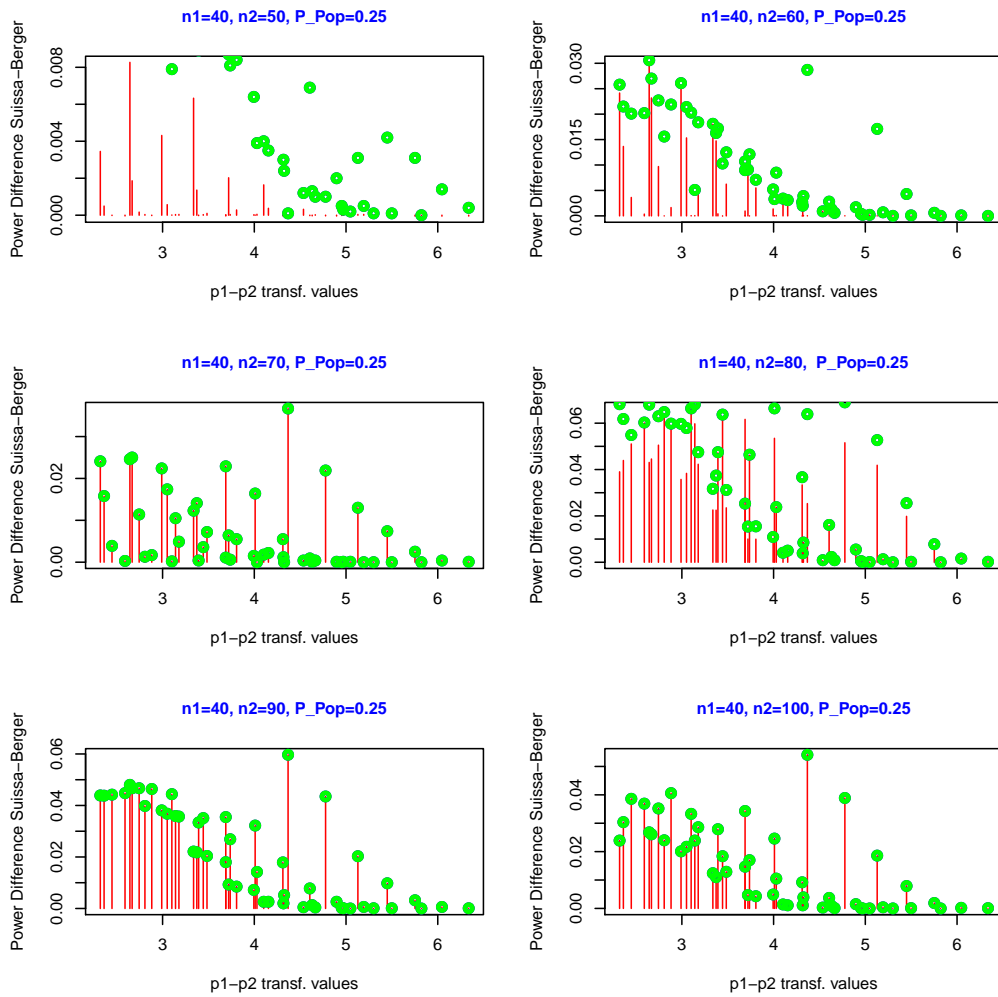 n1=40, n2=50, P_Pop=0.25
Power Difference Suissa−Berger
0.000
0.004
0.008
3 4 5 6
p1−p2 transf. values
n1=40, n2=60, P_Pop=0.25
Power Difference Suissa−Berger
0.000
0.015
0.030
3 4 5 6
p1−p2 transf. values
n1=40, n2=70, P_Pop=0.25
Power Difference Suissa−Berger
0.00
0.02
3 4 5 6
p1−p2 transf. values
n1=40, n2=80, P_Pop=0.25
Power Difference Suissa−Berger
0.00
0.02
0.04
0.06
3 4 5 6
p1−p2 transf. values
n1=40, n2=90, P_Pop=0.25
Power Difference Suissa−Berger
0.00
0.02
0.04
0.06
3 4 5 6
p1−p2 transf. values
n1=40, n2=100, P_Pop=0.25
Power Difference Suissa−Berger
0.00
0.02
0.04
3 4 5 6
p1−p2 transf. values